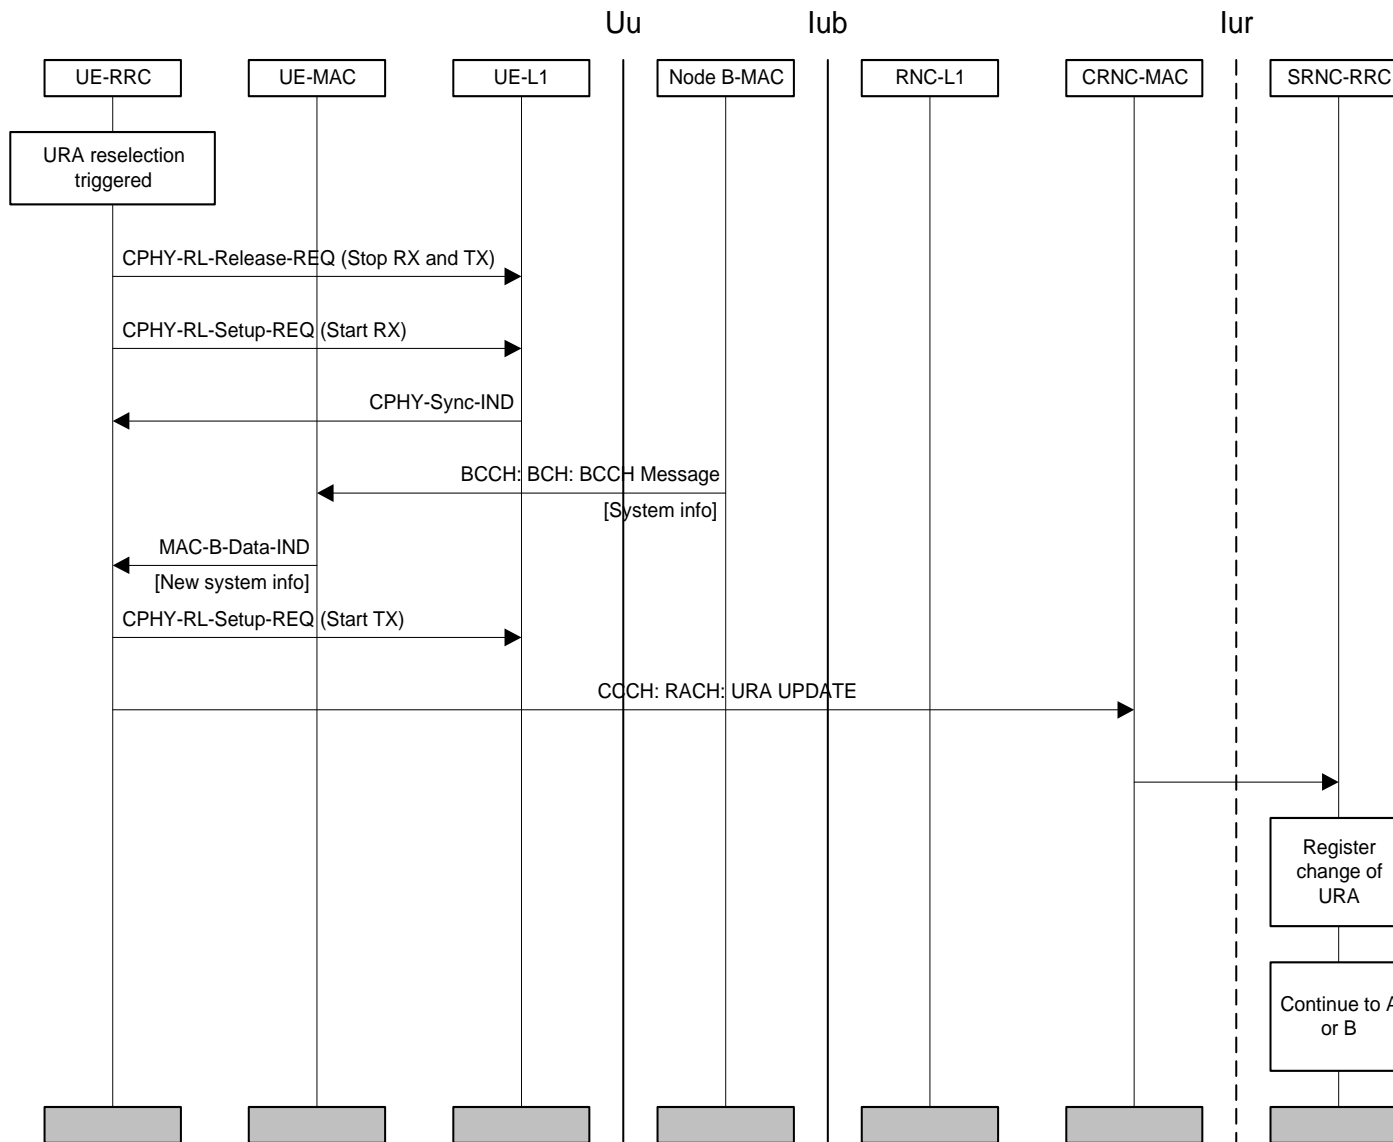 Uu Iub Iur
UE-RRC UE-MAC UE-L1 Node B-MAC RNC-L1 CRNC-MAC SRNC-RRC
URA reselection
triggered
CPHY-RL-Release-REQ (Stop RX and TX)
CPHY-RL-Setup-REQ (Start RX)
CPHY-Sync-IND
BCCH: BCH: BCCH Message
[System info]
MAC-B-Data-IND
[New system info]
CPHY-RL-Setup-REQ (Start TX)
CCCH: RACH: URA UPDATE
Register
change of
URA
Continue to A
or B